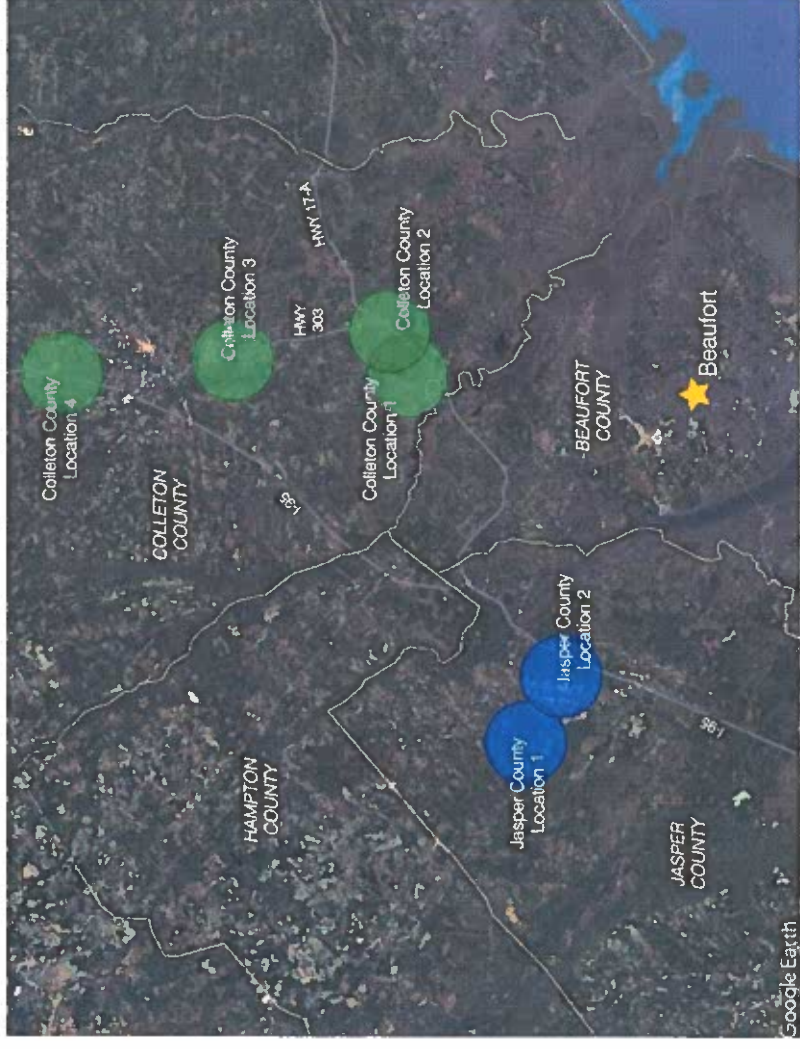 Colleton County
Location 4
Colleton County
Location 3
COLLETON
COUNTY
HWY 17-A
HWY
303
Colleton County
Location 2
Colleton County
Location 1
I-95
HAMPTON
COUNTY
BEAUFORT
COUNTY
Beaufort
Jasper County
Location 2
Jasper County
Location 1
I-95
JASPER
COUNTY
Google Earth